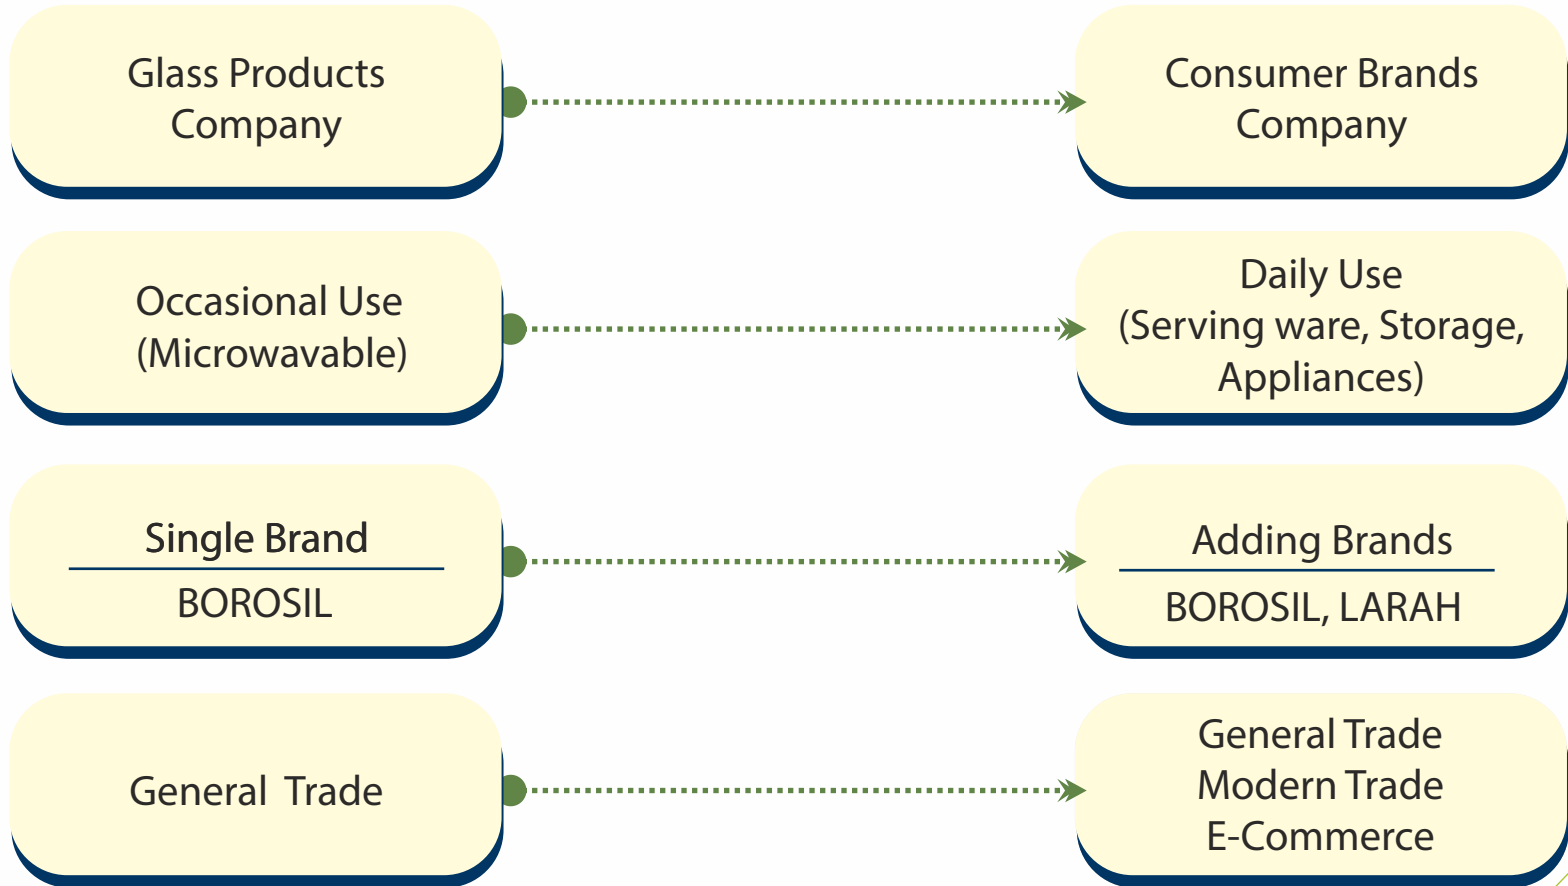 Glass Products
Company
Consumer Brands
Company
Occasional Use
(Microwavable)
Daily Use
(Serving ware, Storage,
Appliances)
Single Brand
BOROSIL
Adding Brands
BOROSIL, LARAH
General Trade
General Trade
Modern Trade
E-Commerce